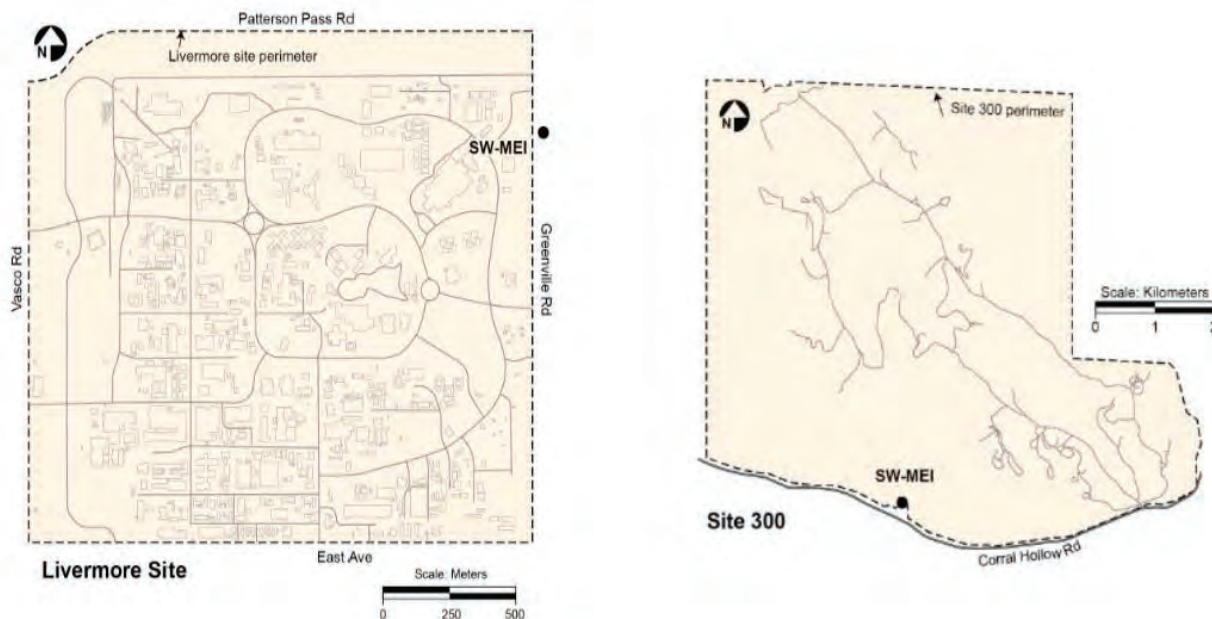 Patterson Pass Rd
N
Livermore site perimeter
SW-MEI
Vasco Rd
Greenville Rd
East Ave
Livermore Site
Scale: Meters
0 250 500
N
Site 300 perimeter
Scale: Kilometers
0 1 2
SW-MEI
Site 300
Corral Hollow Rd